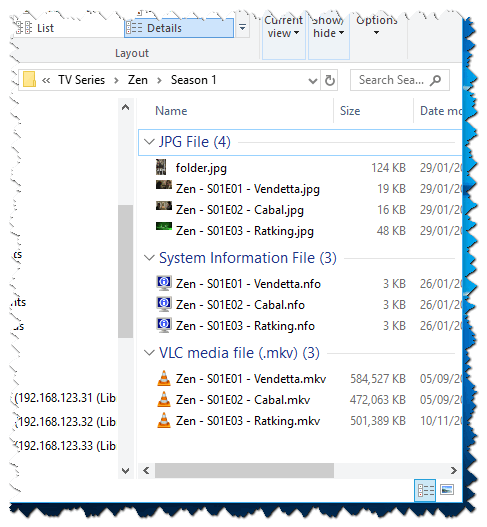 List
Details
Current view
Show/ hide
Options
Layout
« TV Series > Zen > Season 1
Search Sea...
Name Size Date mo
JPG File (4)
folder.jpg 124 KB 29/01/20
Zen - S01E01 - Vendetta.jpg 19 KB 29/01/20
Zen - S01E02 - Cabal.jpg 16 KB 29/01/20
Zen - S01E03 - Ratking.jpg 48 KB 29/01/20
System Information File (3)
Zen - S01E01 - Vendetta.nfo 3 KB 26/01/20
Zen - S01E02 - Cabal.nfo 3 KB 26/01/20
Zen - S01E03 - Ratking.nfo 3 KB 26/01/20
VLC media file (.mkv) (3)
Zen - S01E01 - Vendetta.mkv 584,527 KB 05/09/20
Zen - S01E02 - Cabal.mkv 472,063 KB 05/09/20
Zen - S01E03 - Ratking.mkv 501,389 KB 10/11/20
(192.168.123.31 (Lib
192.168.123.32 (Lib
192.168.123.33 (Lib